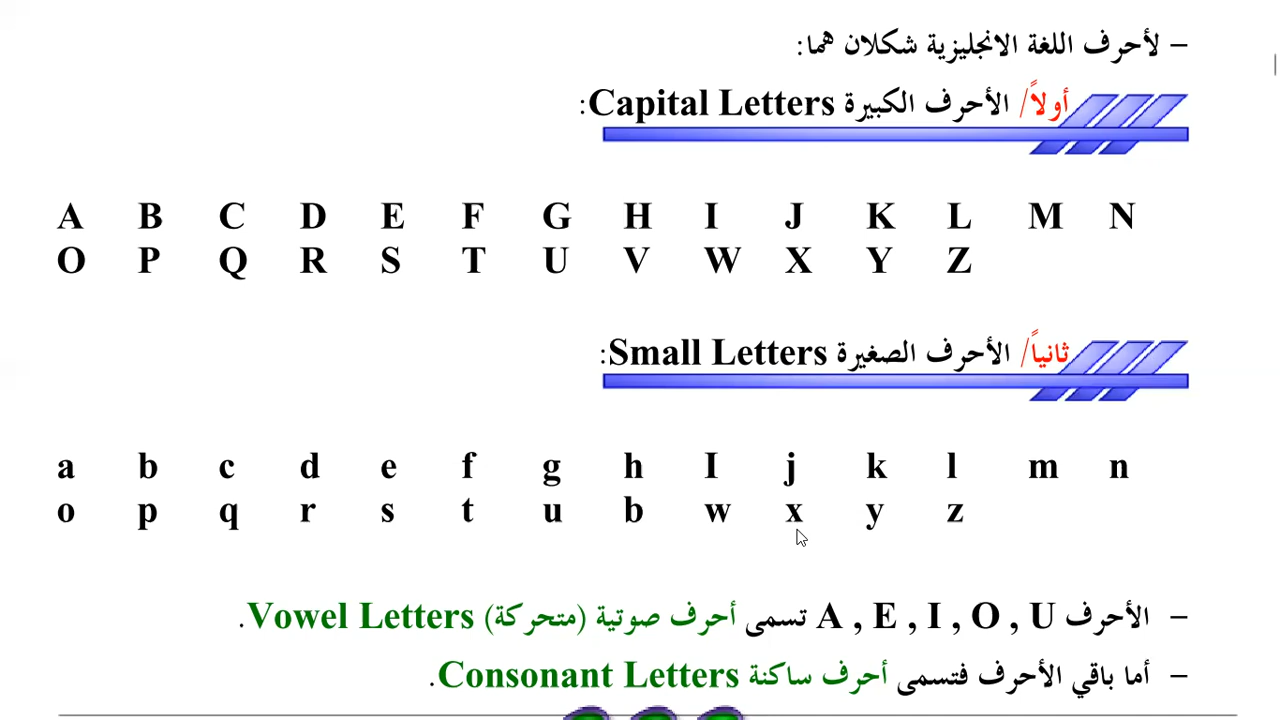 – لأحرف اللغة الانجليزية شكلان هما:
أولاً/ الأحرف الكبيرة Capital Letters:
A B C D E F G H I J K L M N
O P Q R S T U V W X Y Z
ثانياً/ الأحرف الصغيرة Small Letters:
a b c d e f g h I j k l m n
o p q r s t u b w x y z
– الأحرف A , E , I , O , U تسمى أحرف صوتية (متحركة) Vowel Letters.
– أما باقي الأحرف فتسمى أحرف ساكنة Consonant Letters.